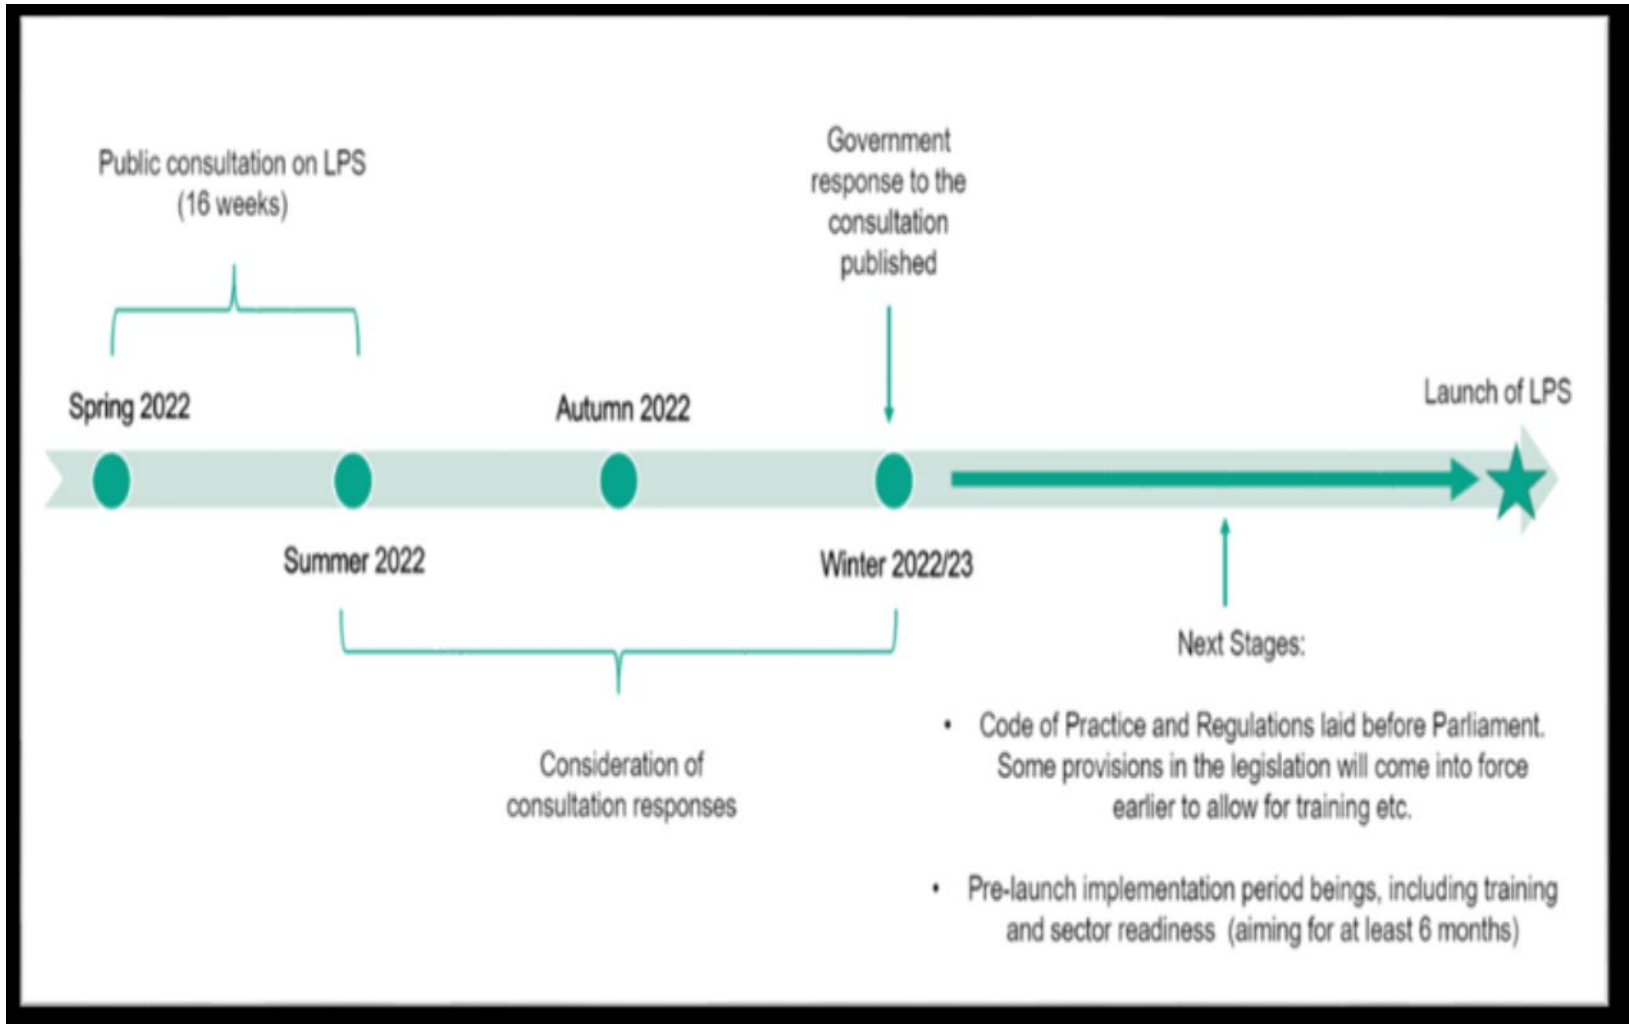 Public consultation on LPS
(16 weeks)
Government
response to the
consultation
published
Spring 2022
Autumn 2022
Launch of LPS
Summer 2022
Winter 2022/23
Consideration of
consultation responses
Next Stages:
• Code of Practice and Regulations laid before Parliament.
Some provisions in the legislation will come into force
earlier to allow for training etc.
• Pre-launch implementation period beings, including training
and sector readiness (aiming for at least 6 months)